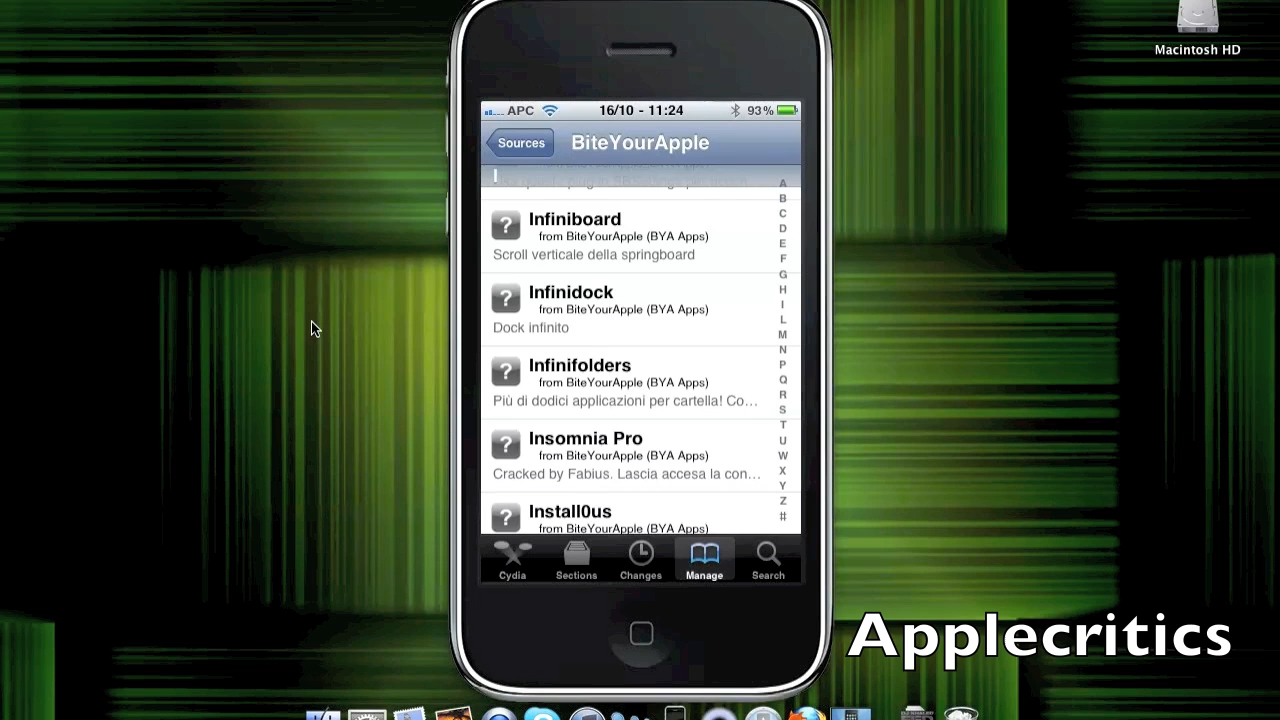 Macintosh HD
APC 16/10 - 11:24 93%
Sources BiteYourApple
I
Infiniboard
from BiteYourApple (BYA Apps)
Scroll verticale della springboard
Infinidock
from BiteYourApple (BYA Apps)
Dock infinito
Infinifolders
from BiteYourApple (BYA Apps)
Più di dodici applicazioni per cartella! Co…
Insomnia Pro
from BiteYourApple (BYA Apps)
Cracked by Fabius. Lascia accesa la con…
Install0us
from BiteYourApple (BYA Apps)
A
B
C
D
E
F
G
H
I
L
M
N
P
Q
R
S
T
U
W
X
Y
Z
#
Cydia Sections Changes Manage Search
Applecritics